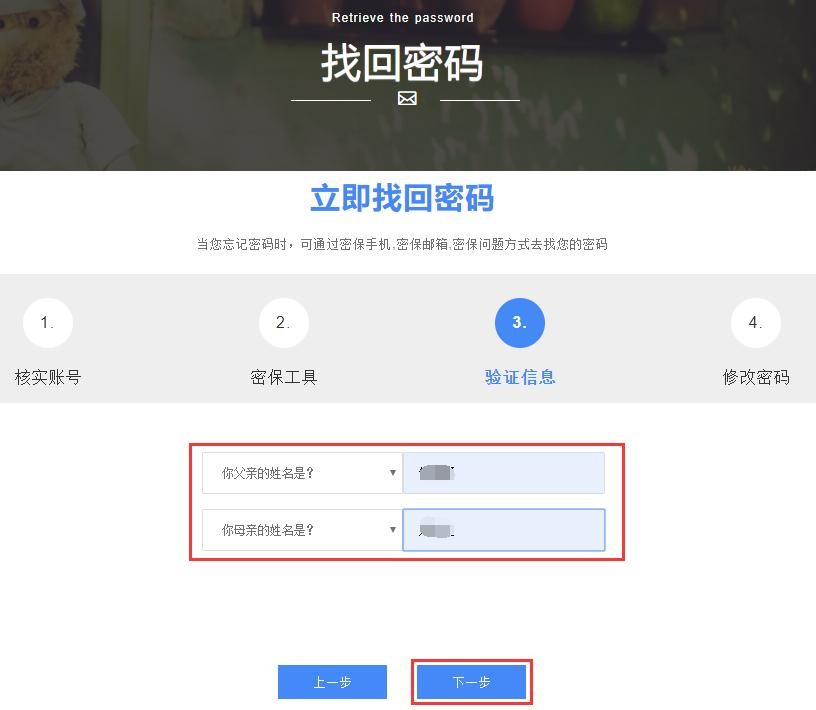 Retrieve the password
找回密码
立即找回密码
当您忘记密码时，可通过密保手机,密保邮箱,密保问题方式去找您的密码
1. 2. 3. 4.
核实账号 密保工具 验证信息 修改密码
你父亲的姓名是?
你母亲的姓名是?
上一步 下一步